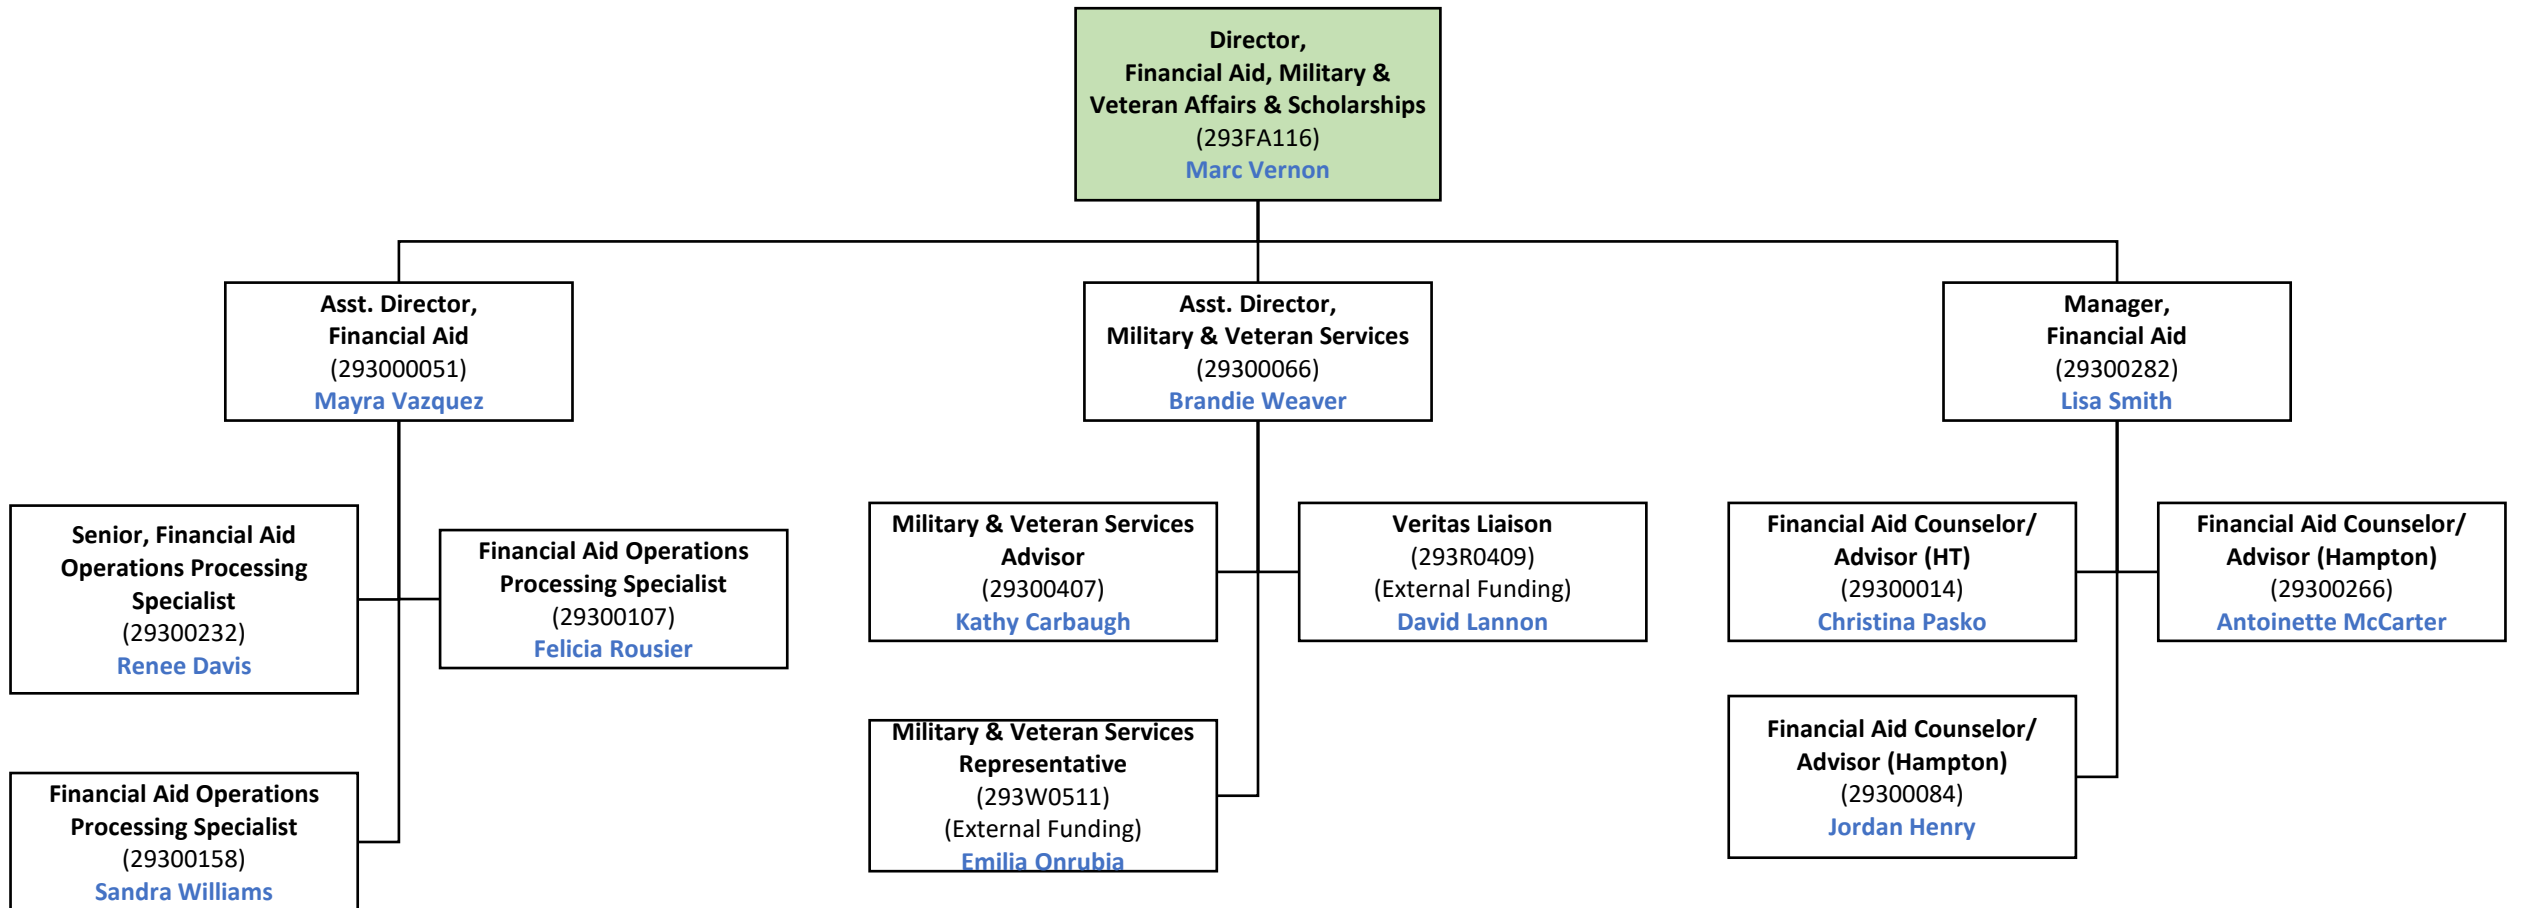 Director,
Financial Aid, Military &
Veteran Affairs & Scholarships
(293FA116)
Marc Vernon
Asst. Director,
Financial Aid
(293000051)
Mayra Vazquez
Asst. Director,
Military & Veteran Services
(29300066)
Brandie Weaver
Manager,
Financial Aid
(29300282)
Lisa Smith
Senior, Financial Aid
Operations Processing
Specialist
(29300232)
Renee Davis
Financial Aid Operations
Processing Specialist
(29300107)
Felicia Rousier
Military & Veteran Services
Advisor
(29300407)
Kathy Carbaugh
Veritas Liaison
(293R0409)
(External Funding)
David Lannon
Financial Aid Counselor/
Advisor (HT)
(29300014)
Christina Pasko
Financial Aid Counselor/
Advisor (Hampton)
(29300266)
Antoinette McCarter
Financial Aid Operations
Processing Specialist
(29300158)
Sandra Williams
Military & Veteran Services
Representative
(293W0511)
(External Funding)
Emilia Onrubia
Financial Aid Counselor/
Advisor (Hampton)
(29300084)
Jordan Henry